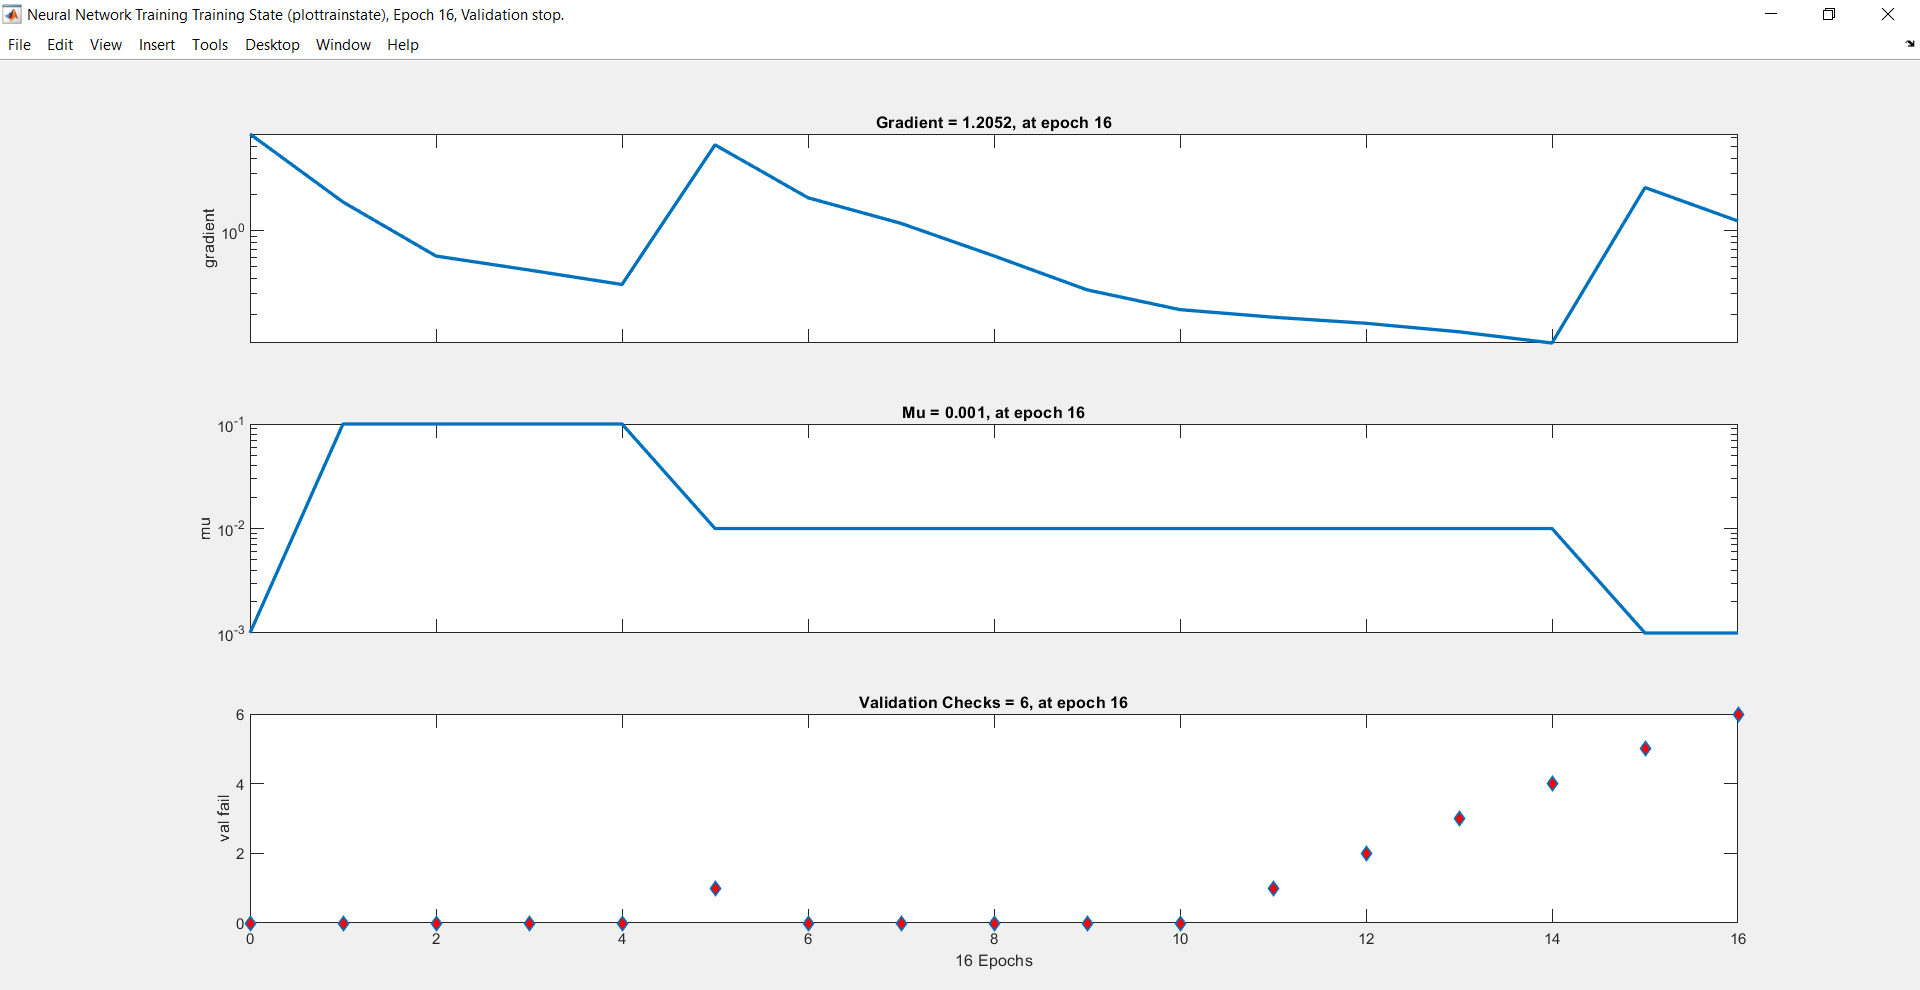 Neural Network Training Training State (plottrainstate), Epoch 16, Validation stop.
File Edit View Insert Tools Desktop Window Help
Gradient = 1.2052, at epoch 16
gradient
10^0
Mu = 0.001, at epoch 16
mu
10^-1
10^-2
10^-3
Validation Checks = 6, at epoch 16
val fail
6
4
2
0
0 2 4 6 8 10 12 14 16
16 Epochs